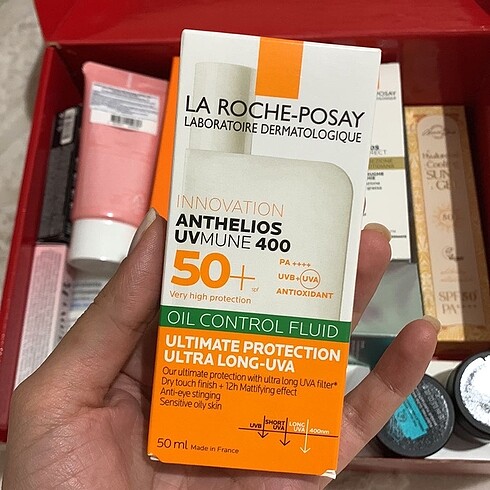 LA ROCHE-POSAY
LABORATOIRE DERMATOLOGIQUE
INNOVATION
ANTHELIOS
UVMUNE 400
50+
spf
Very high protection
PA ++++
UVB+UVA
ANTIOXIDANT
OIL CONTROL FLUID
ULTIMATE PROTECTION
ULTRA LONG-UVA
Our ultimate protection with ultra long UVA filter*
Dry touch finish + 12h Mattifying effect
Anti-eye stinging
Sensitive oily skin
UVB
SHORT UVA
LONG UVA
400nm
50 ml Made in France
POSAY
SPF50+
PA++++